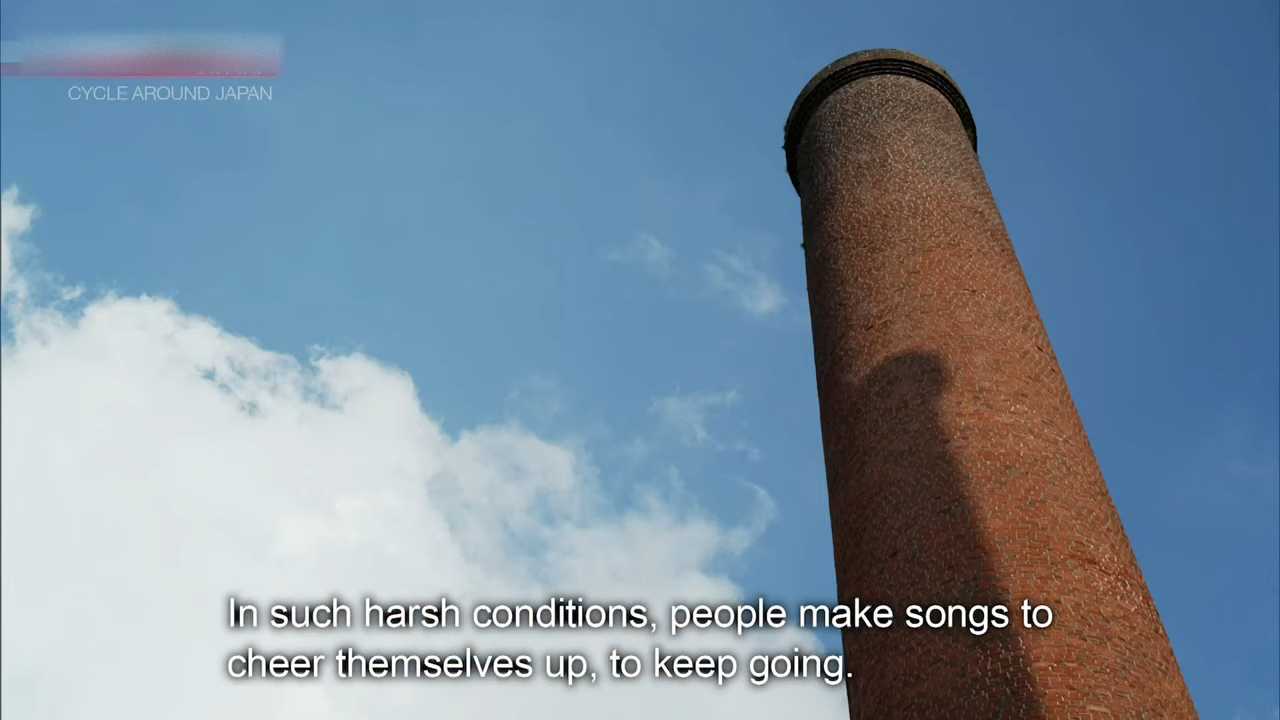 CYCLE AROUND JAPAN
In such harsh conditions, people make songs to
cheer themselves up, to keep going.